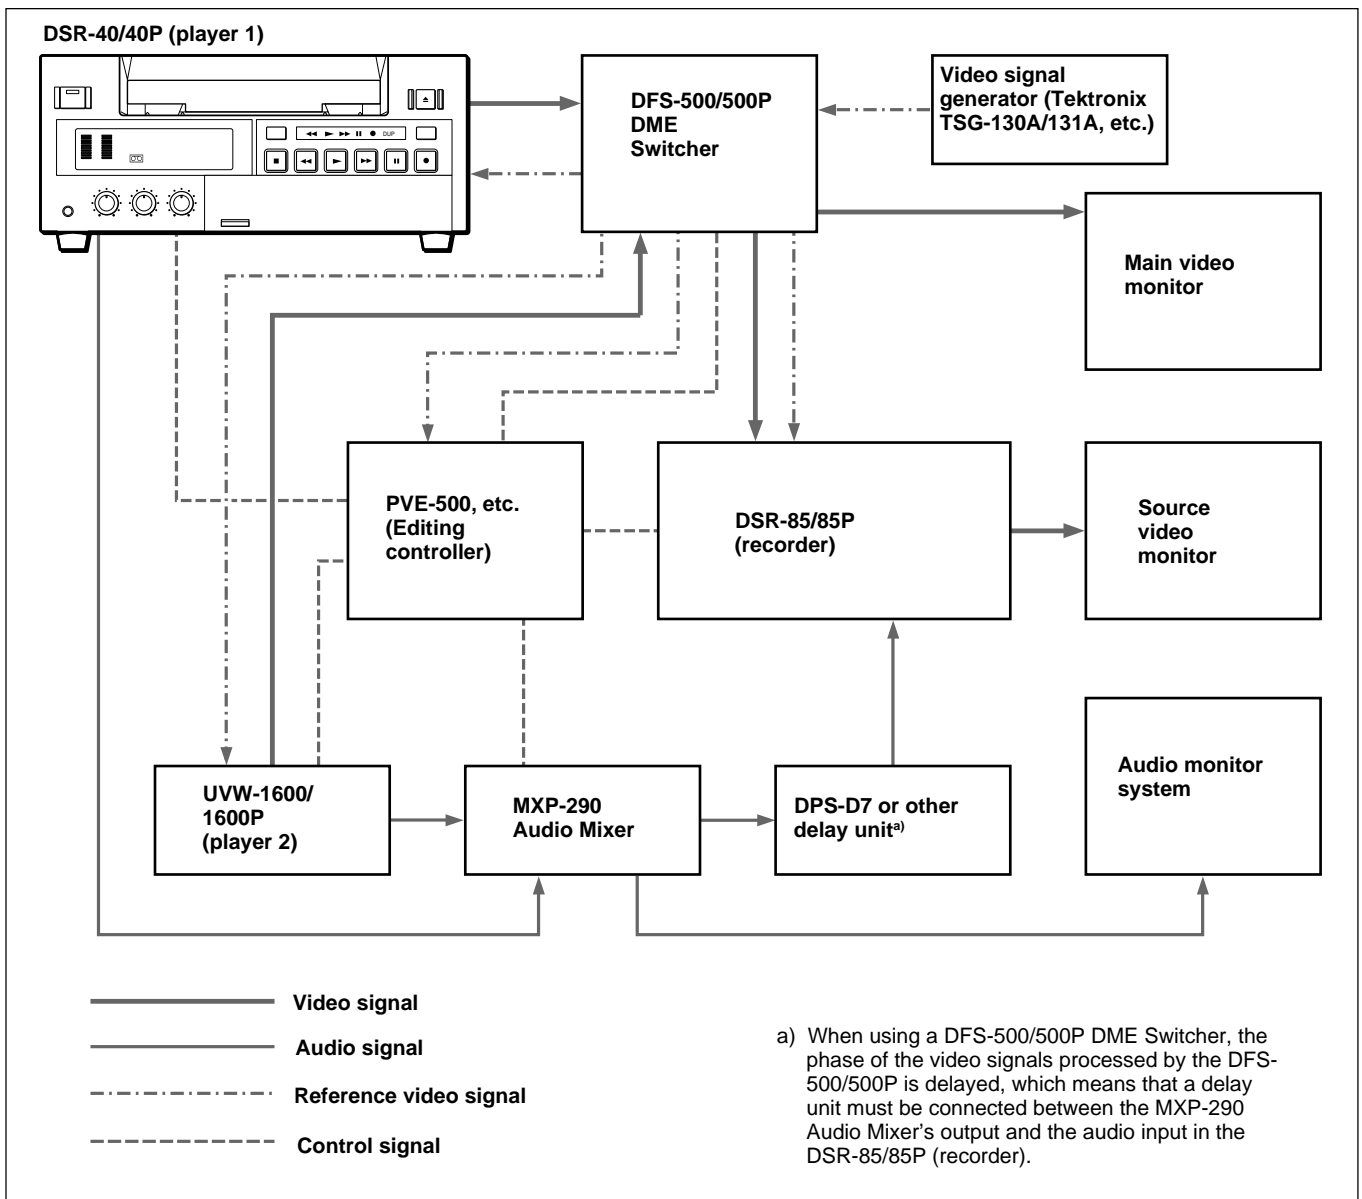 DSR-40/40P (player 1)
DUP
DFS-500/500P
DME
Switcher
Video signal
generator (Tektronix
TSG-130A/131A, etc.)
Main video
monitor
PVE-500, etc.
(Editing
controller)
DSR-85/85P
(recorder)
Source
video
monitor
UVW-1600/
1600P
(player 2)
MXP-290
Audio Mixer
DPS-D7 or other
delay unit a)
Audio monitor
system
Video signal
Audio signal
Reference video signal
Control signal
a) When using a DFS-500/500P DME Switcher, the
phase of the video signals processed by the DFS-
500/500P is delayed, which means that a delay
unit must be connected between the MXP-290
Audio Mixer's output and the audio input in the
DSR-85/85P (recorder).